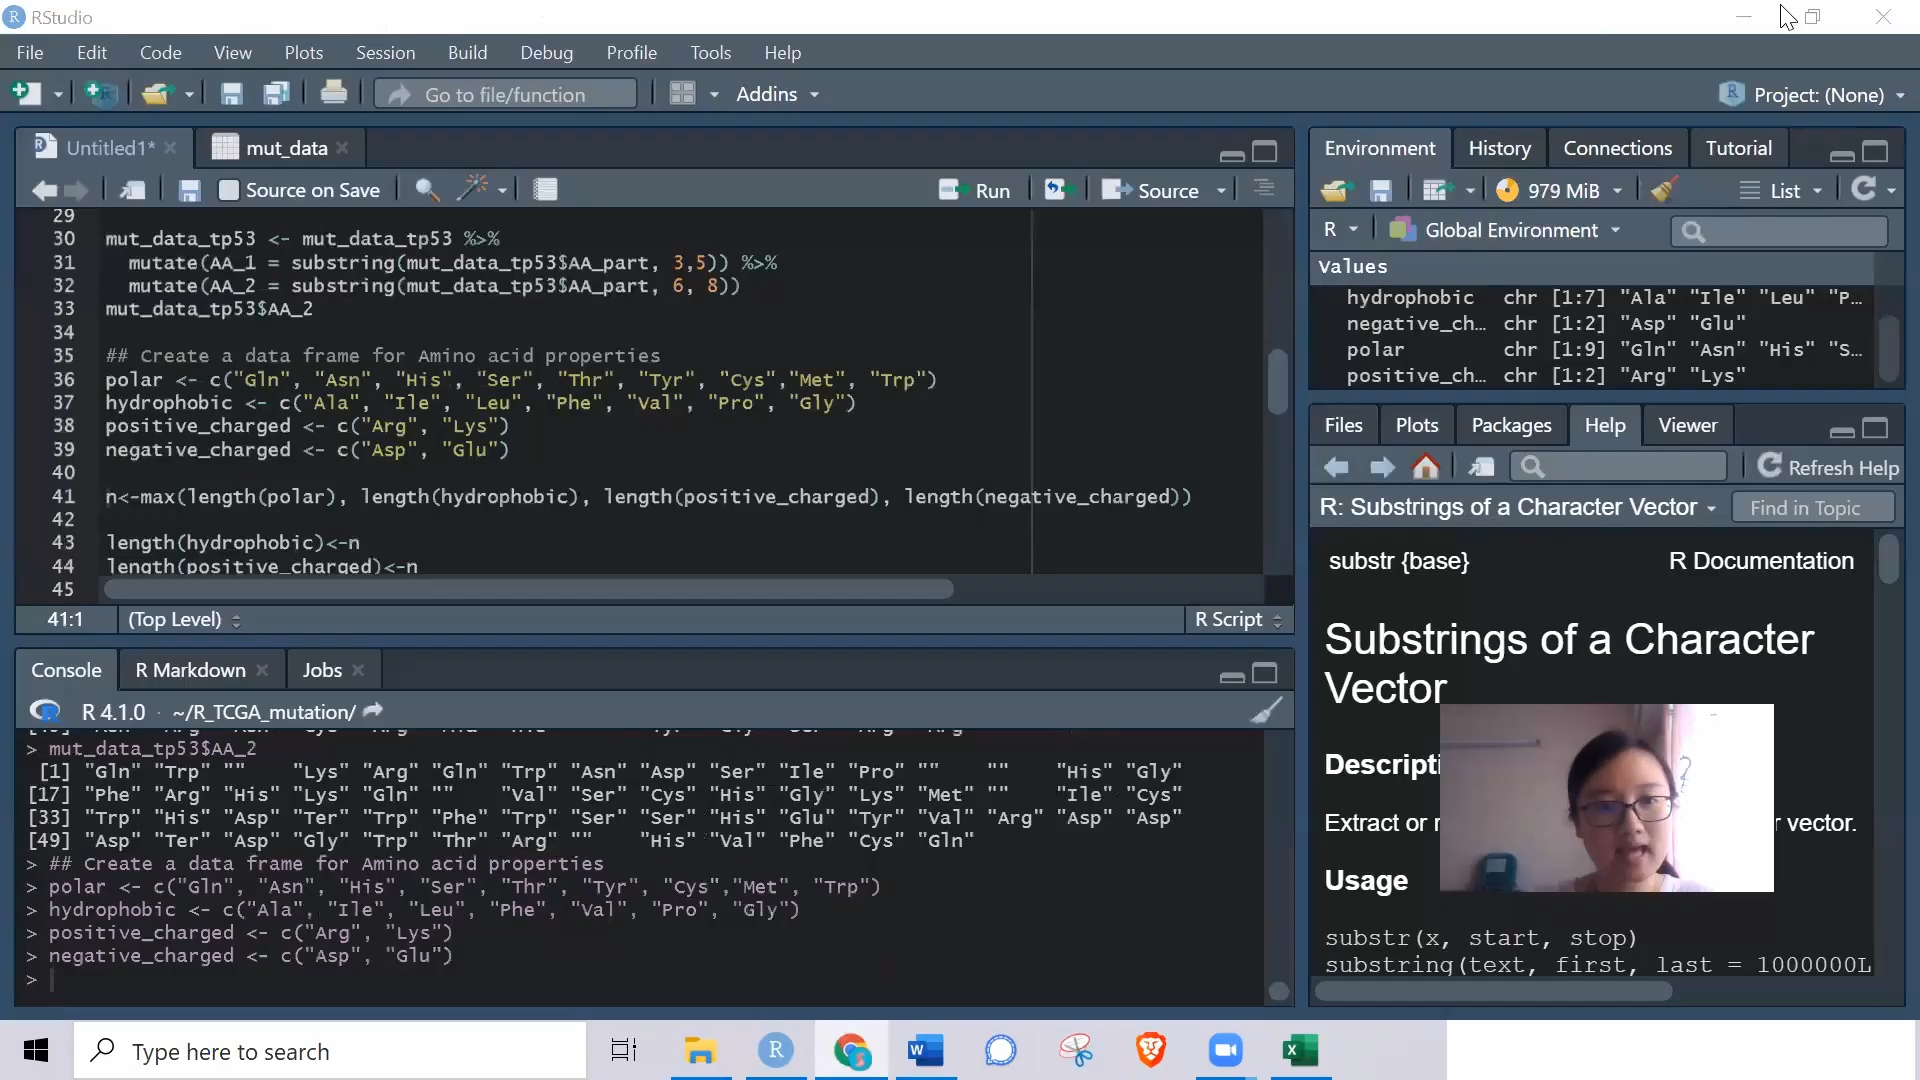 RStudio
File Edit Code View Plots Session Build Debug Profile Tools Help
Go to file/function Addins Project: (None)
Untitled1* mut_data
Source on Save Run Source
29
30 mut_data_tp53 <- mut_data_tp53 %>%
31 mutate(AA_1 = substring(mut_data_tp53$AA_part, 3,5)) %>%
32 mutate(AA_2 = substring(mut_data_tp53$AA_part, 6, 8))
33 mut_data_tp53$AA_2
34
35 ## Create a data frame for Amino acid properties
36 polar <- c("Gln", "Asn", "His", "Ser", "Thr", "Tyr", "Cys","Met", "Trp")
37 hydrophobic <- c("Ala", "Ile", "Leu", "Phe", "Val", "Pro", "Gly")
38 positive_charged <- c("Arg", "Lys")
39 negative_charged <- c("Asp", "Glu")
40
41 n<-max(length(polar), length(hydrophobic), length(positive_charged), length(negative_charged))
42
43 length(hydrophobic)<-n
44 length(positive_charged)<-n
45
41:1 (Top Level) R Script
Console R Markdown Jobs
R 4.1.0 · ~/R_TCGA_mutation/
> mut_data_tp53$AA_2
[1] "Gln" "Trp" "" "Lys" "Arg" "Gln" "Trp" "Asn" "Asp" "Ser" "Ile" "Pro" "" "" "His" "Gly"
[17] "Phe" "Arg" "His" "Lys" "Gln" "" "Val" "Ser" "Cys" "His" "Gly" "Lys" "Met" "" "Ile" "Cys"
[33] "Trp" "His" "Asp" "Ter" "Trp" "Phe" "Trp" "Ser" "Ser" "His" "Glu" "Tyr" "Val" "Arg" "Asp" "Asp"
[49] "Asp" "Ter" "Asp" "Gly" "Trp" "Thr" "Arg" "" "His" "Val" "Phe" "Cys" "Gln"
> ## Create a data frame for Amino acid properties
> polar <- c("Gln", "Asn", "His", "Ser", "Thr", "Tyr", "Cys","Met", "Trp")
> hydrophobic <- c("Ala", "Ile", "Leu", "Phe", "Val", "Pro", "Gly")
> positive_charged <- c("Arg", "Lys")
> negative_charged <- c("Asp", "Glu")
>
Environment History Connections Tutorial
979 MiB List
R Global Environment
Values
hydrophobic chr [1:7] "Ala" "Ile" "Leu" "P…
negative_ch… chr [1:2] "Asp" "Glu"
polar chr [1:9] "Gln" "Asn" "His" "S…
positive_ch… chr [1:2] "Arg" "Lys"
Files Plots Packages Help Viewer
Refresh Help
R: Substrings of a Character Vector Find in Topic
substr {base} R Documentation
Substrings of a Character
Vector
Descripti
Extract or r vector.
Usage
substr(x, start, stop)
substring(text, first, last = 1000000L
Type here to search